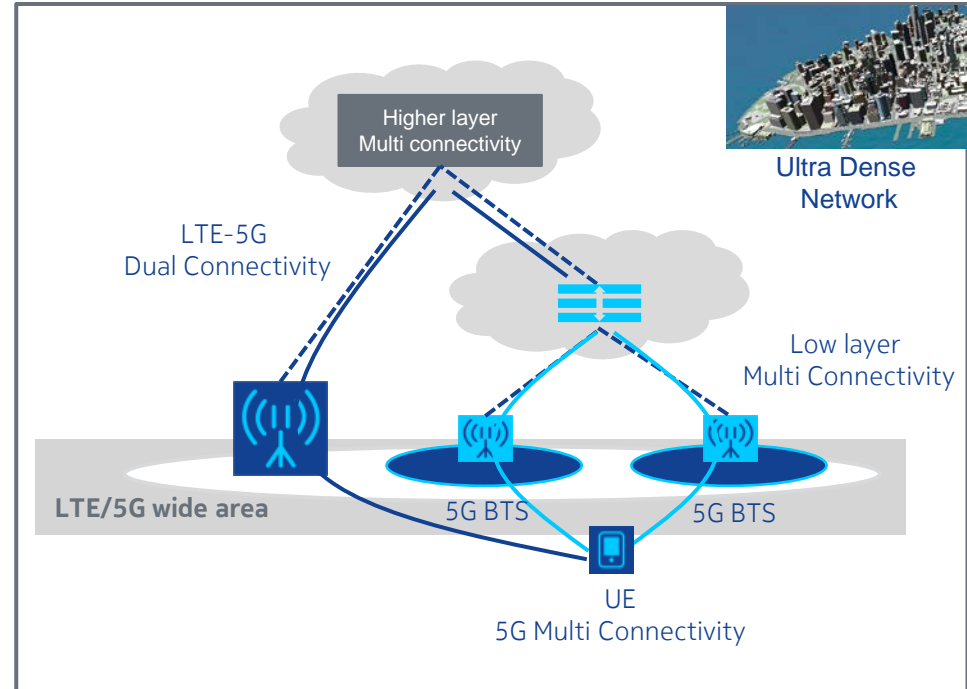 Higher layer
Multi connectivity
Ultra Dense
Network
LTE-5G
Dual Connectivity
Low layer
Multi Connectivity
LTE/5G wide area
5G BTS
5G BTS
UE
5G Multi Connectivity